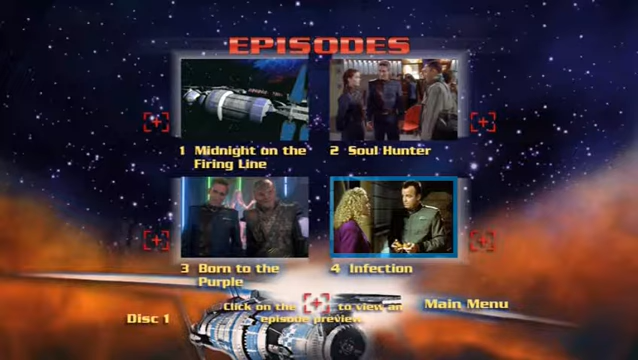 EPISODES
1 Midnight on the
Firing Line
2 Soul Hunter
3 Born to the
Purple
4 Infection
Click on the [+] to view an
episode preview.
Main Menu
Disc 1